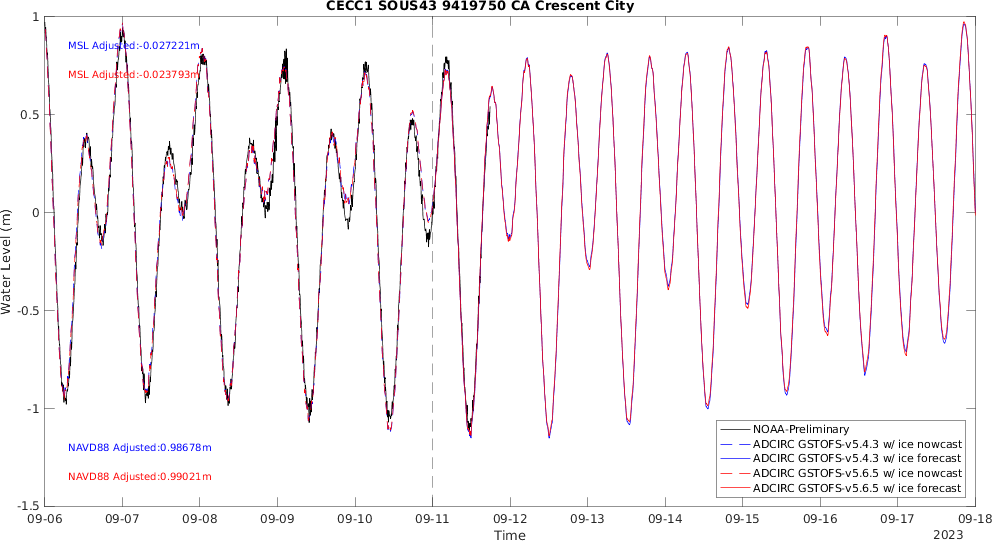 CECC1 SOUS43 9419750 CA Crescent City
MSL Adjusted:-0.027221m
MSL Adjusted:-0.023793m
NAVD88 Adjusted:0.98678m
NAVD88 Adjusted:0.99021m
Water Level (m)
1
0.5
0
-0.5
-1
-1.5
NOAA-Preliminary
ADCIRC GSTOFS-v5.4.3 w/ ice nowcast
ADCIRC GSTOFS-v5.4.3 w/ ice forecast
ADCIRC GSTOFS-v5.6.5 w/ ice nowcast
ADCIRC GSTOFS-v5.6.5 w/ ice forecast
09-06 09-07 09-08 09-09 09-10 09-11 09-12 09-13 09-14 09-15 09-16 09-17 09-18
Time
2023